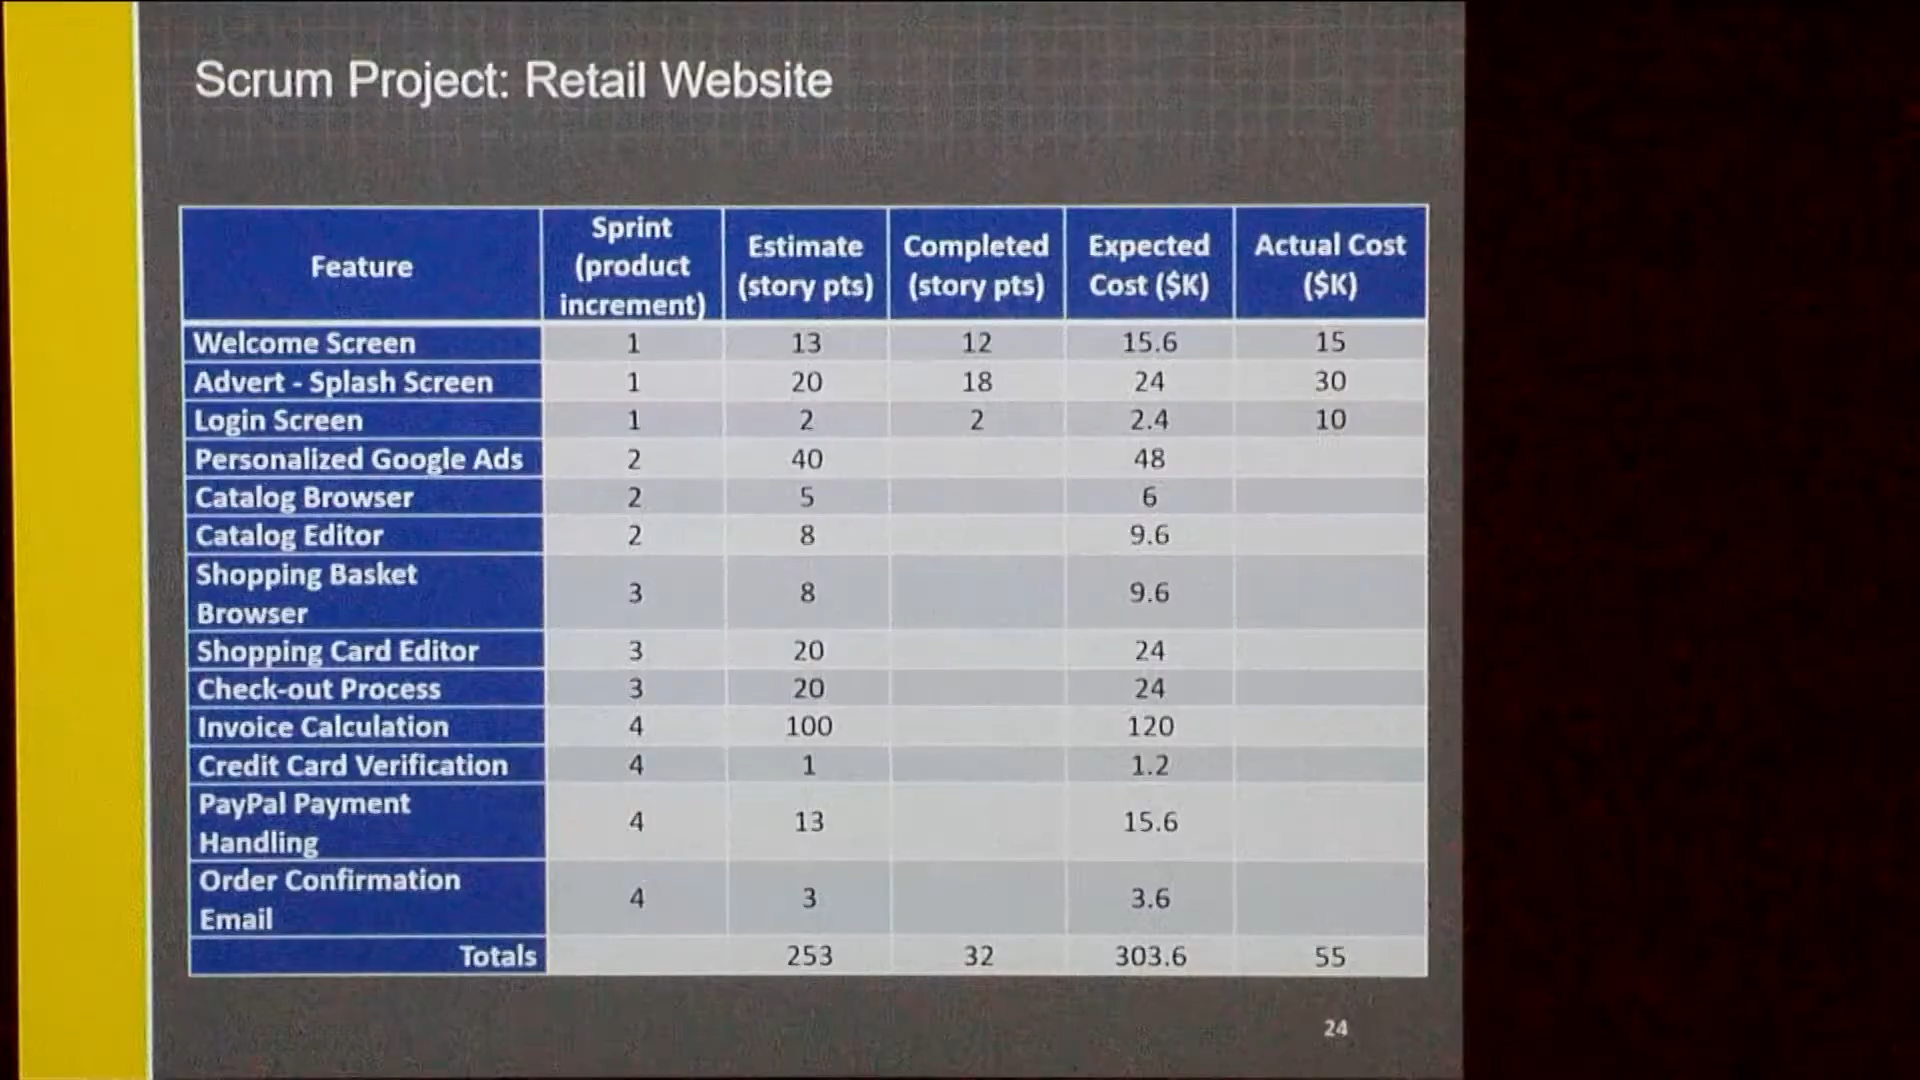 Scrum Project: Retail Website
Feature
Sprint
(product
increment)
Estimate
(story pts)
Completed
(story pts)
Expected
Cost ($K)
Actual Cost
($K)
Welcome Screen 1 13 12 15.6 15
Advert - Splash Screen 1 20 18 24 30
Login Screen 1 2 2 2.4 10
Personalized Google Ads 2 40 48
Catalog Browser 2 5 6
Catalog Editor 2 8 9.6
Shopping Basket
Browser
3 8 9.6
Shopping Card Editor 3 20 24
Check-out Process 3 20 24
Invoice Calculation 4 100 120
Credit Card Verification 4 1 1.2
PayPal Payment
Handling
4 13 15.6
Order Confirmation
Email
4 3 3.6
Totals 253 32 303.6 55
24